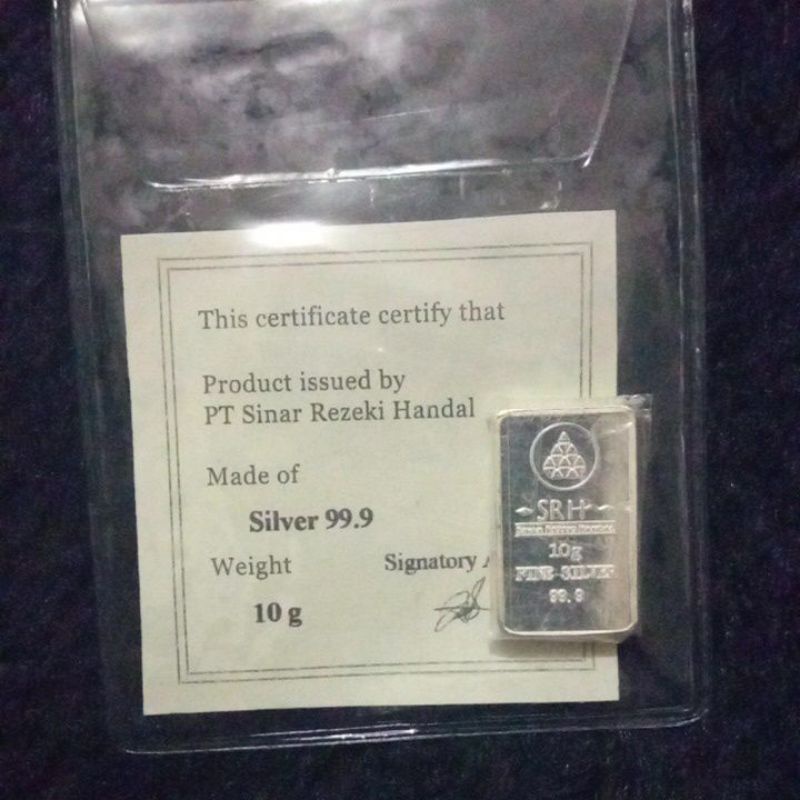 This certificate certify that
Product issued by
PT Sinar Rezeki Handal
Made of
Silver 99.9
Weight
Signatory
10 g
SRH
10g
FINE SILVER
99.9